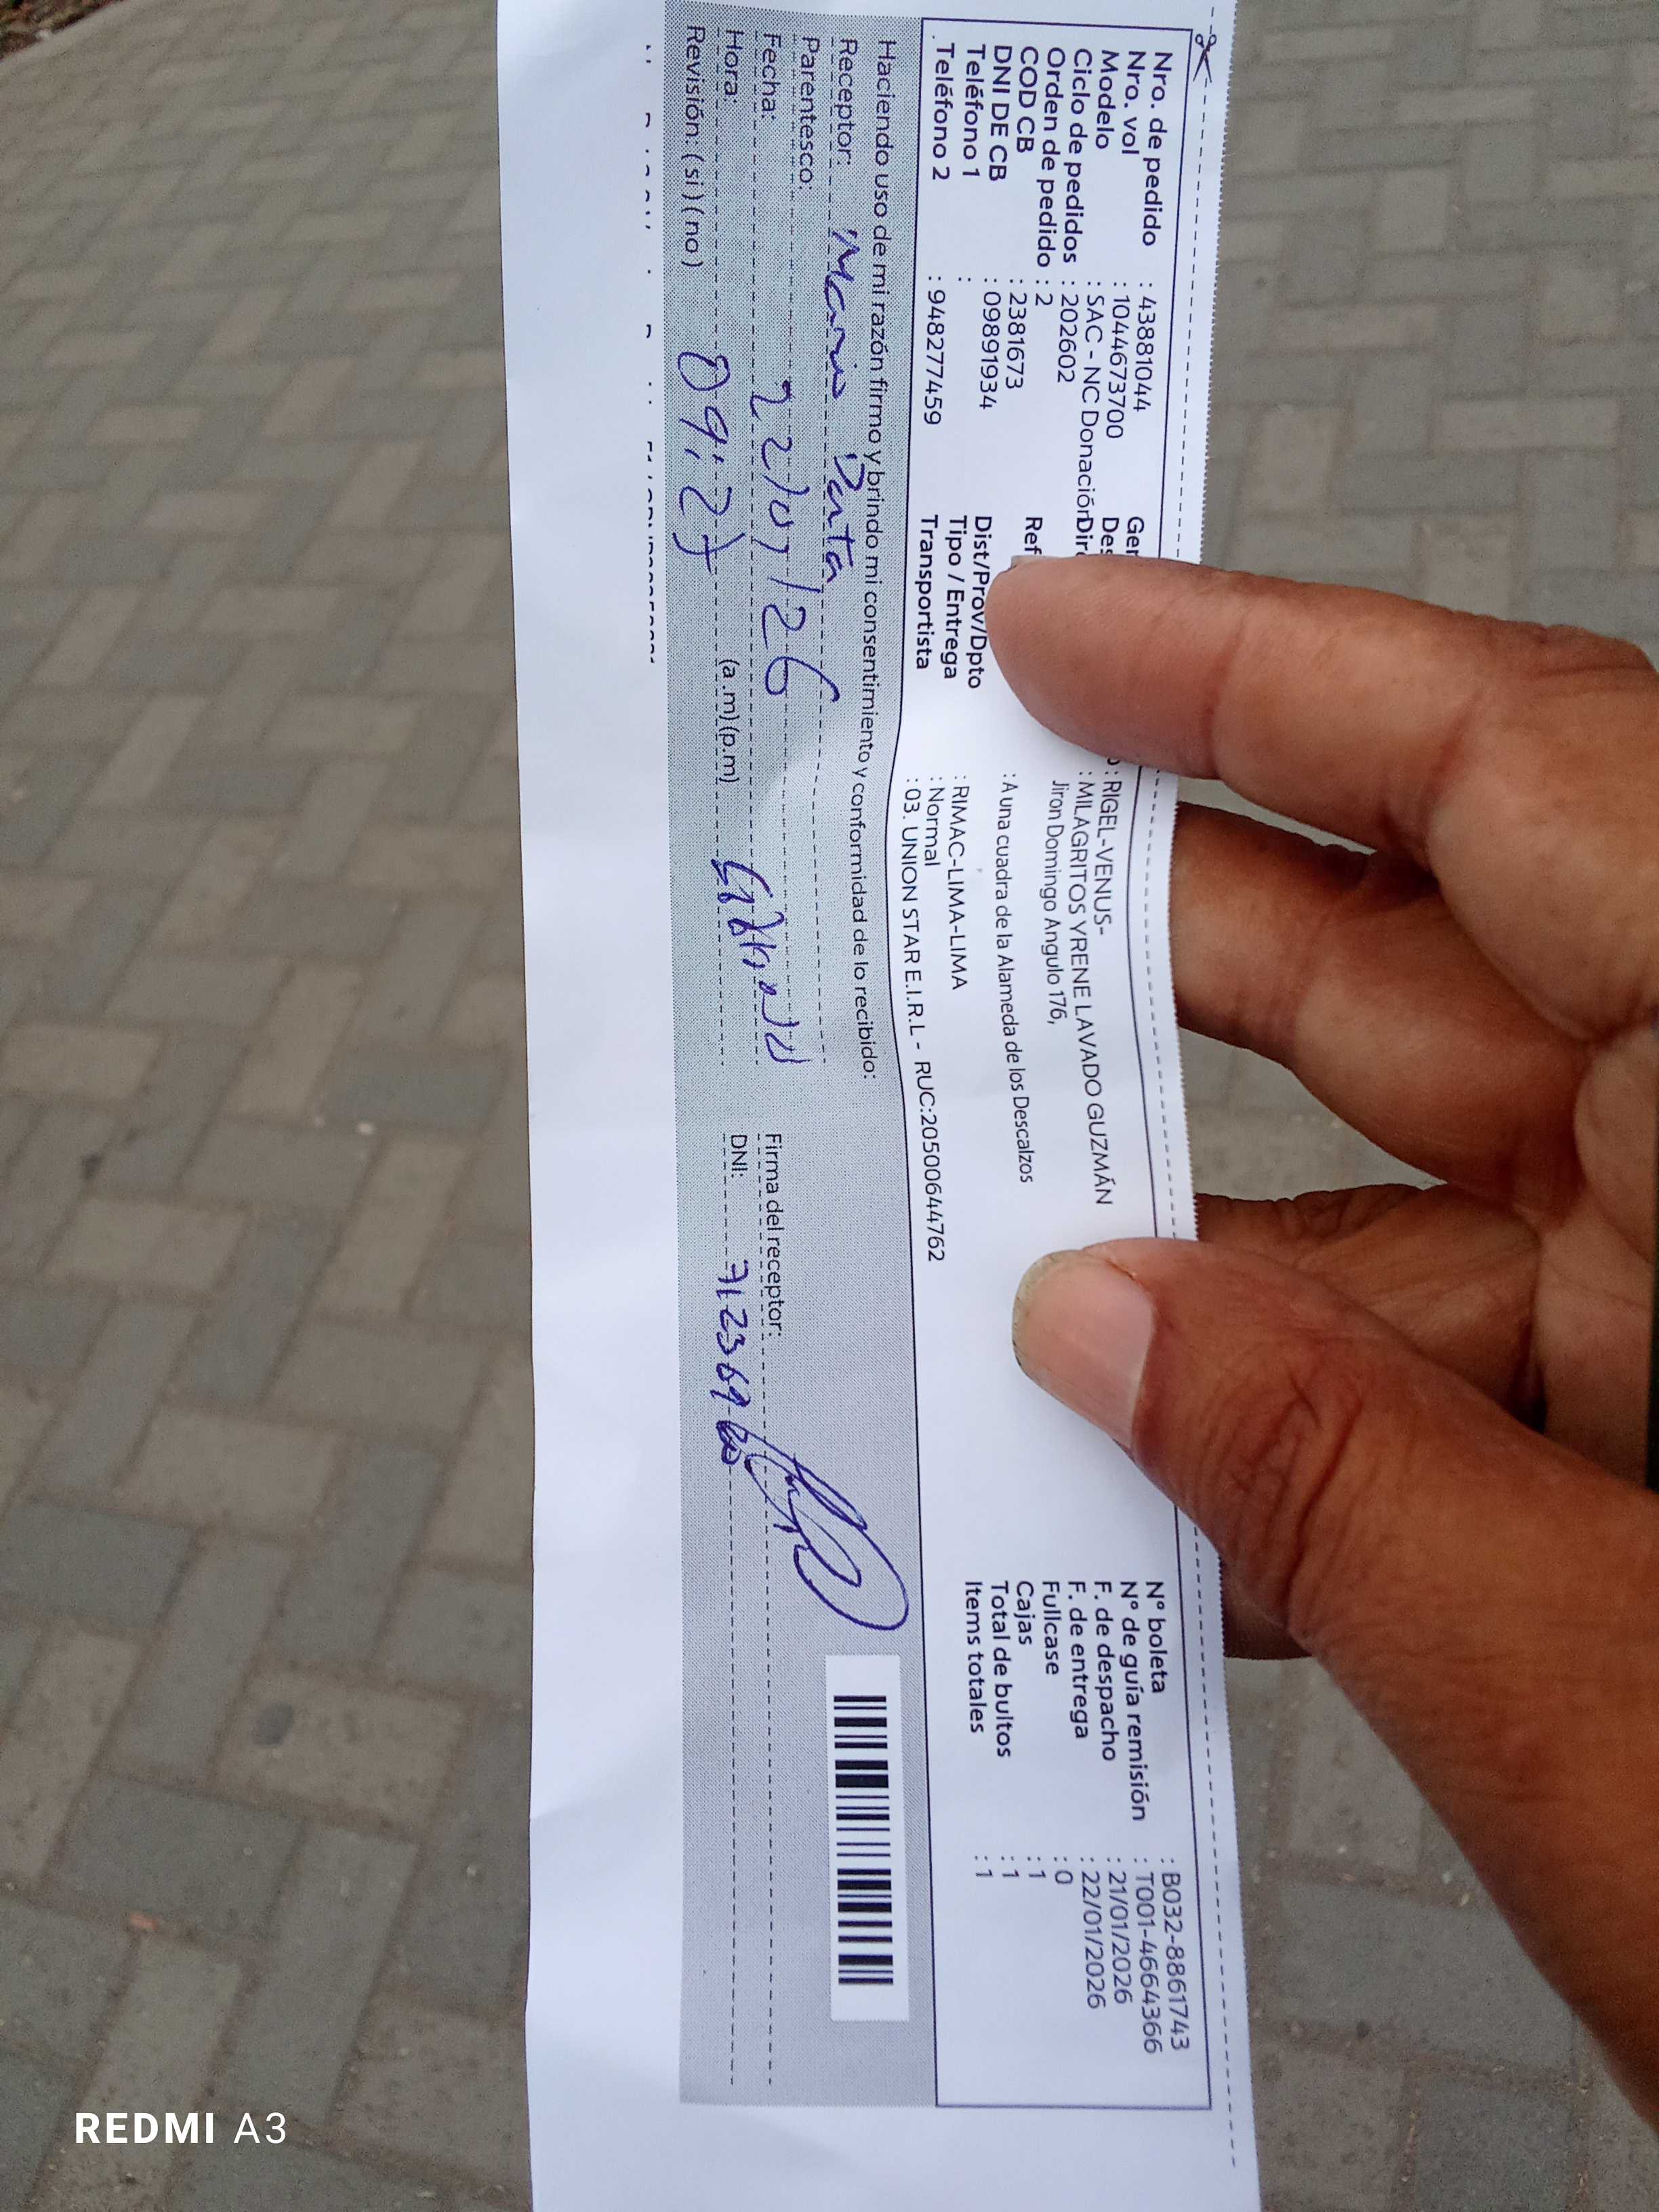 Nro. de pedido : 43881044
Nro. vol : 1044673700
Modelo : SAC - NC Donación
Ciclo de pedidos : 202602
Orden de pedido : 2
COD CB : 2381673
DNI DE CB : 09891934
Teléfono 1 :
Teléfono 2 : 948277459
: RIGEL-VENUS-
: MILAGRITOS YRENE LAVADO GUZMÁN
Jiron Domingo Angulo 176,
Ref : A una cuadra de la Alameda de los Descalzos
Dist/Prov/Dpto : RIMAC-LIMA-LIMA
Tipo / Entrega : Normal
Transportista : 03. UNION STAR E.I.R.L - RUC:20500644762
N° boleta : B032-8861743
N° de guía remisión : T001-4664366
F. de despacho : 21/01/2026
F. de entrega : 22/01/2026
Fullcase : 0
Cajas : 1
Total de bultos : 1
Items totales : 1
Haciendo uso de mi razón firmo y brindo mi consentimiento y conformidad de lo recibido:
Receptor: Mario
Parentesco:
Fecha: 22/01/26
Hora: 09:27 (a.m)(p.m)
Revisión: (si) (no)
Firma del receptor:
DNI:
REDMI A3